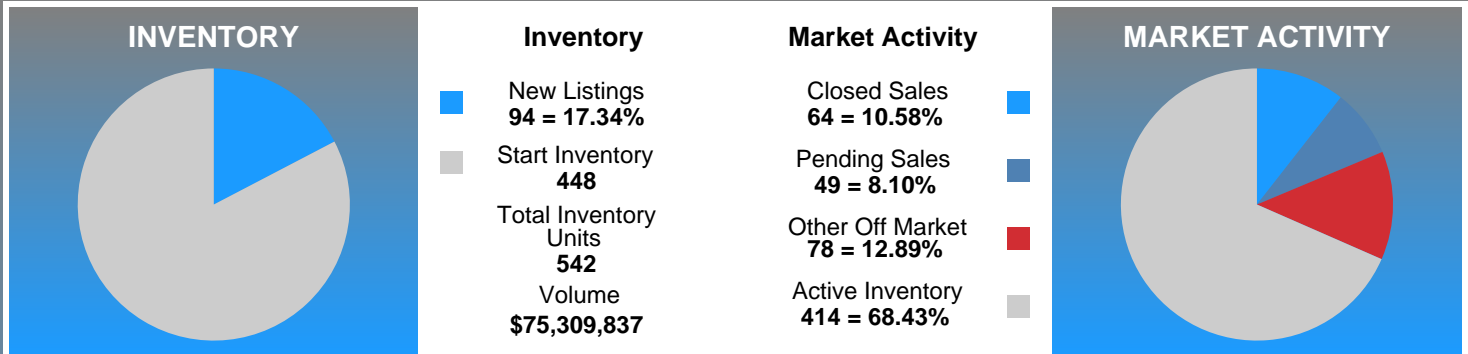 INVENTORY
Inventory
New Listings
94 = 17.34%
Start Inventory
448
Total Inventory
Units
542
Volume
$75,309,837
Market Activity
Closed Sales
64 = 10.58%
Pending Sales
49 = 8.10%
Other Off Market
78 = 12.89%
Active Inventory
414 = 68.43%
MARKET ACTIVITY